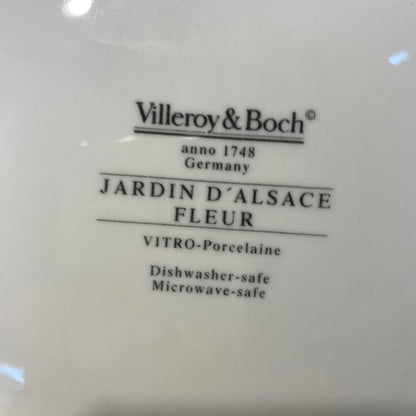 Villeroy & Boch©
anno 1748
Germany
JARDIN D´ALSACE
FLEUR
VITRO-Porcelaine
Dishwasher-safe
Microwave-safe